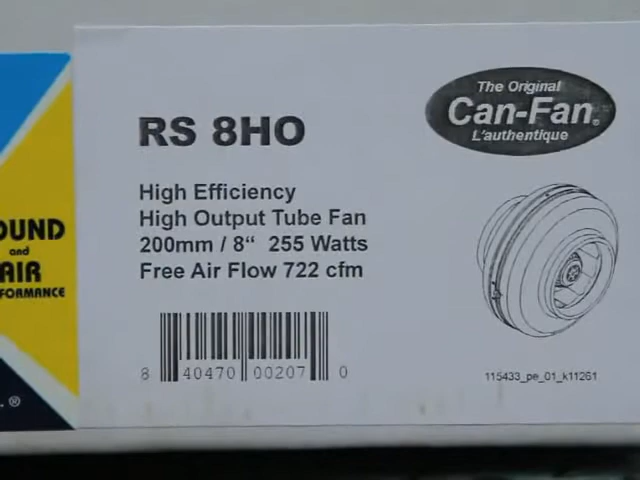 The Original
Can-Fan®
L'authentique
RS 8HO
High Efficiency
High Output Tube Fan
200mm / 8“ 255 Watts
Free Air Flow 722 cfm
8 40470 00207 0
115433_pe_01_k11261
OUND
and
AIR
FORMANCE
. ®